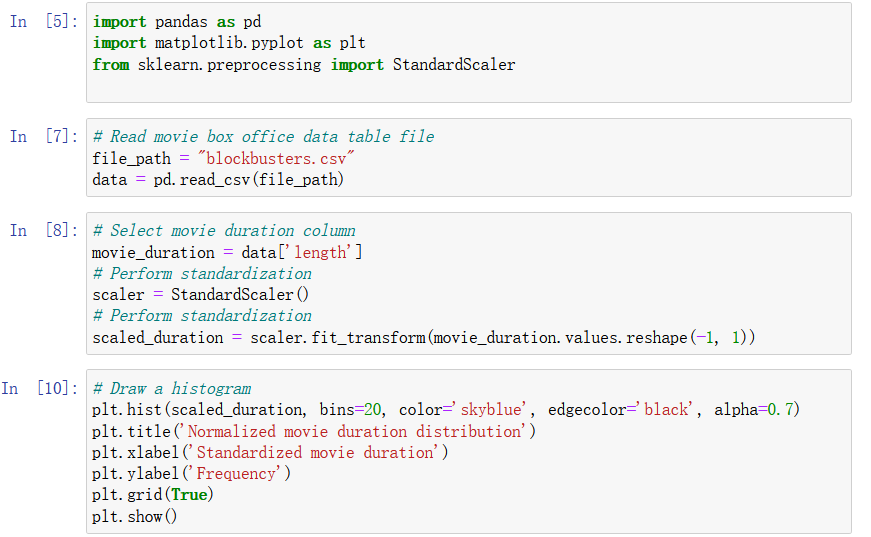 In [5]: import pandas as pd
import matplotlib.pyplot as plt
from sklearn.preprocessing import StandardScaler
In [7]: # Read movie box office data table file
file_path = "blockbusters.csv"
data = pd.read_csv(file_path)
In [8]: # Select movie duration column
movie_duration = data['length']
# Perform standardization
scaler = StandardScaler()
# Perform standardization
scaled_duration = scaler.fit_transform(movie_duration.values.reshape(-1, 1))
In [10]: # Draw a histogram
plt.hist(scaled_duration, bins=20, color='skyblue', edgecolor='black', alpha=0.7)
plt.title('Normalized movie duration distribution')
plt.xlabel('Standardized movie duration')
plt.ylabel('Frequency')
plt.grid(True)
plt.show()